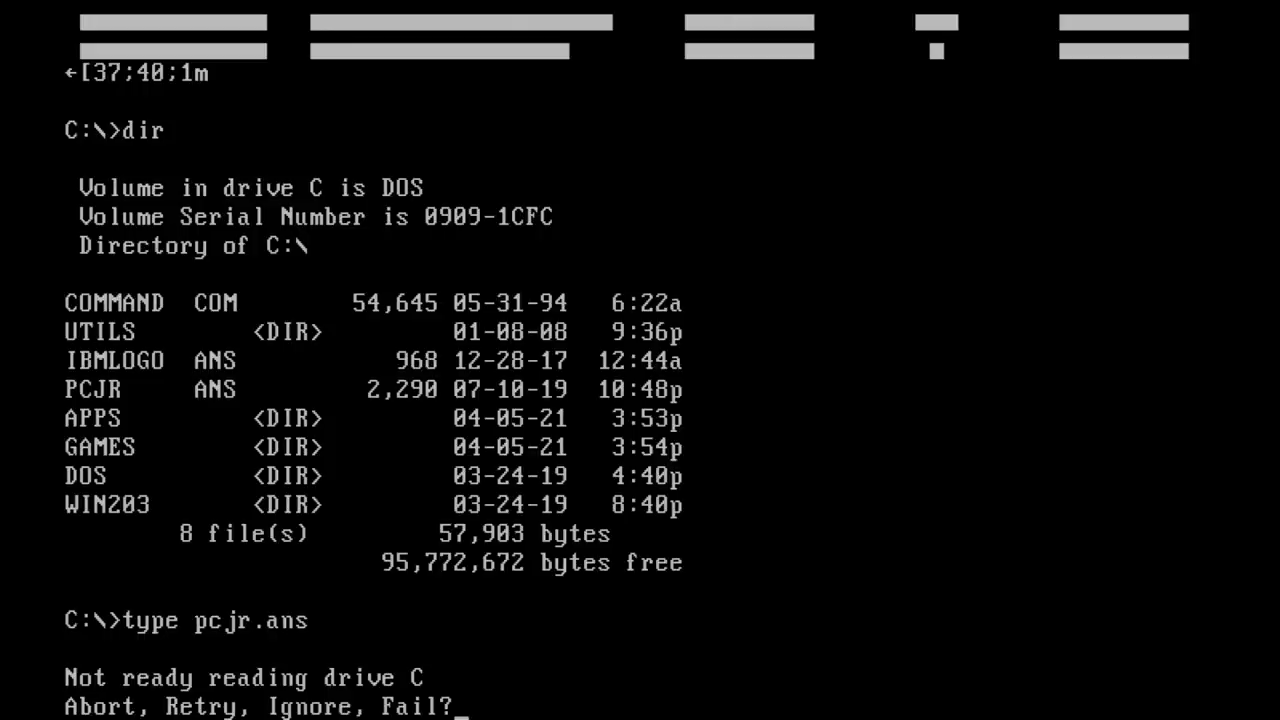 ←[37;40;1m
C:\>dir
Volume in drive C is DOS
Volume Serial Number is 0909-1CFC
Directory of C:\
COMMAND  COM        54,645 05-31-94   6:22a
UTILS        <DIR>         01-08-08   9:36p
IBMLOGO  ANS           968 12-28-17  12:44a
PCJR     ANS         2,290 07-10-19  10:48p
APPS         <DIR>         04-05-21   3:53p
GAMES        <DIR>         04-05-21   3:54p
DOS          <DIR>         03-24-19   4:40p
WIN203       <DIR>         03-24-19   8:40p
8 file(s)         57,903 bytes
95,772,672 bytes free
C:\>type pcjr.ans
Not ready reading drive C
Abort, Retry, Ignore, Fail?_